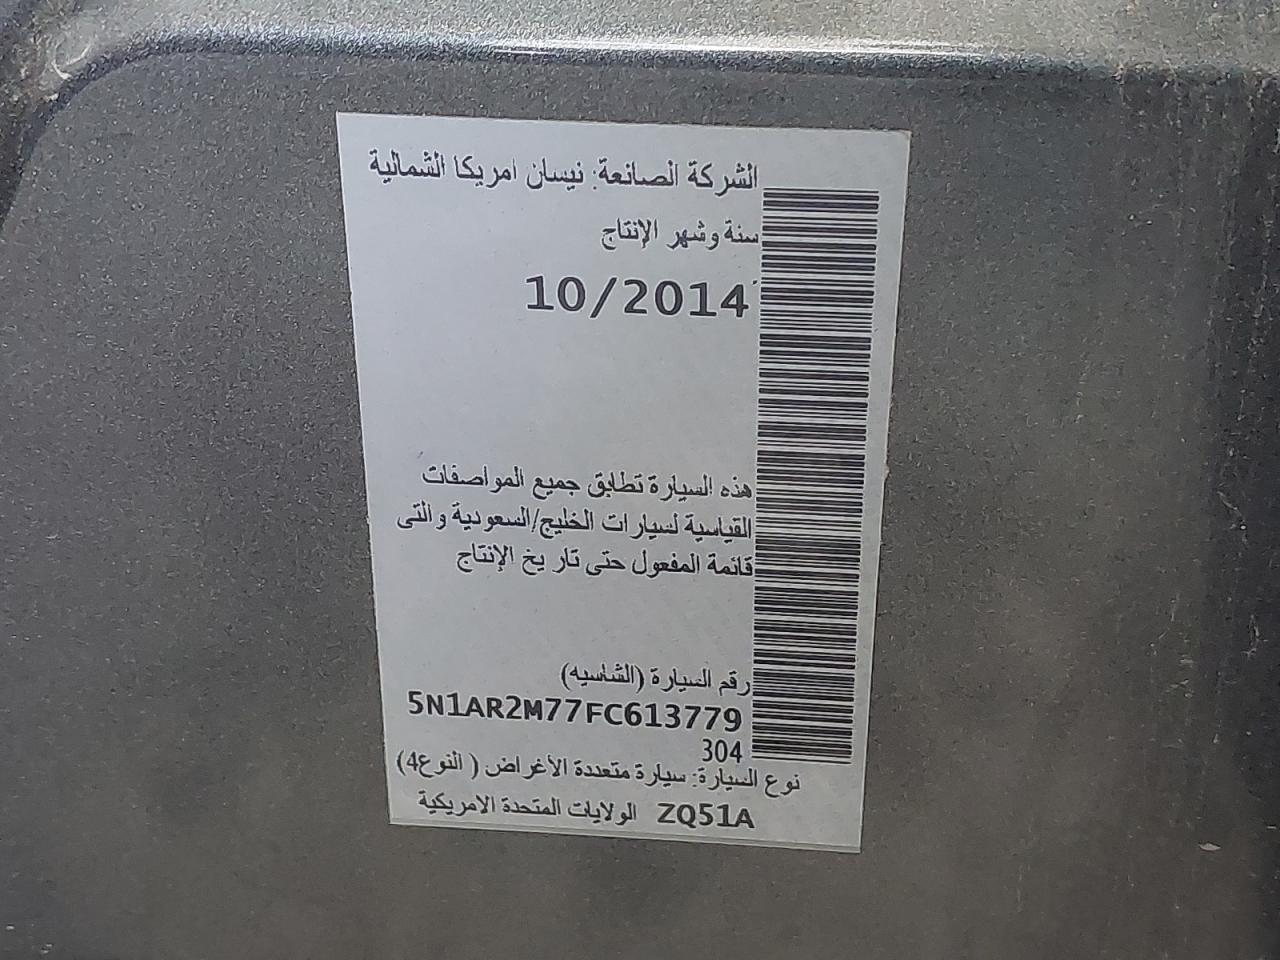 الشركة الصانعة: نيسان امريكا الشمالية
سنة وشهر الإنتاج
10/2014
هذه السيارة تطابق جميع المواصفات
القياسية لسيارات الخليج/السعودية والتى
قائمة المفعول حتى تاريخ الإنتاج
رقم السيارة (الشاسيه)
5N1AR2M77FC613779
304
نوع السيارة: سيارة متعددة الأغراض (النوع4)
ZQ51A الولايات المتحدة الامريكية